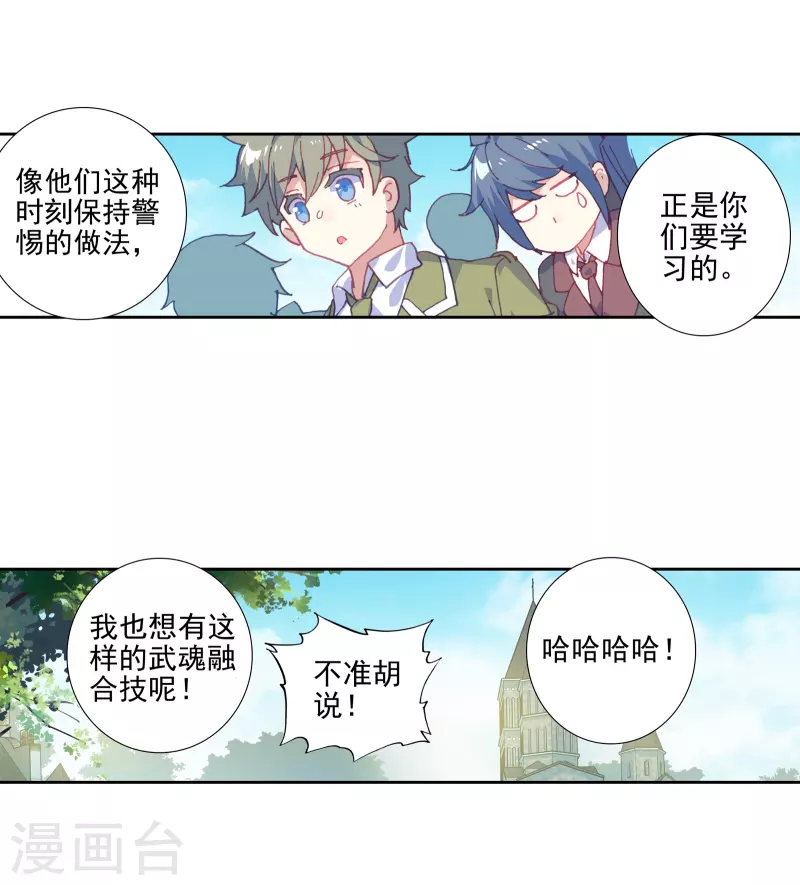 像他们这种
时刻保持警
惕的做法，
正是你
们要学
习的。
我也想有这
样的武魂融
合技呢！
不准胡
说！
哈哈哈哈！
漫画台